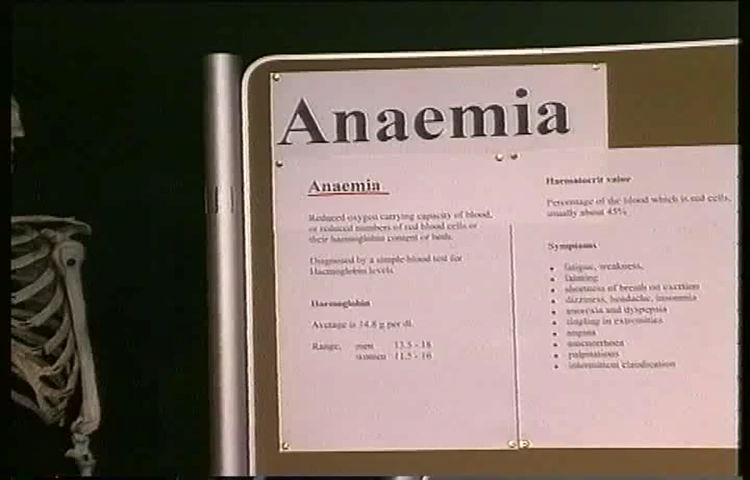 Anaemia
Anaemia
Reduced oxygen carrying capacity of blood,
or reduced numbers of red blood cells or
their haemoglobin content or both.
Diagnosed by a simple blood test for
Haemoglobin levels
Haemoglobin
Average is 14.8 g per dl.
Range, men 13.5 - 18
women 11.5 - 16
Haematocrit value
Percentage of the blood which is red cells,
usually about 45%
Symptoms
• fatigue, weakness,
• fainting
• shortness of breath on exertion
• dizziness, headache, insomnia
• anorexia and dyspepsia
• tingling in extremities
• angina
• amenorrhoea
• palpitations
• intermittent claudication